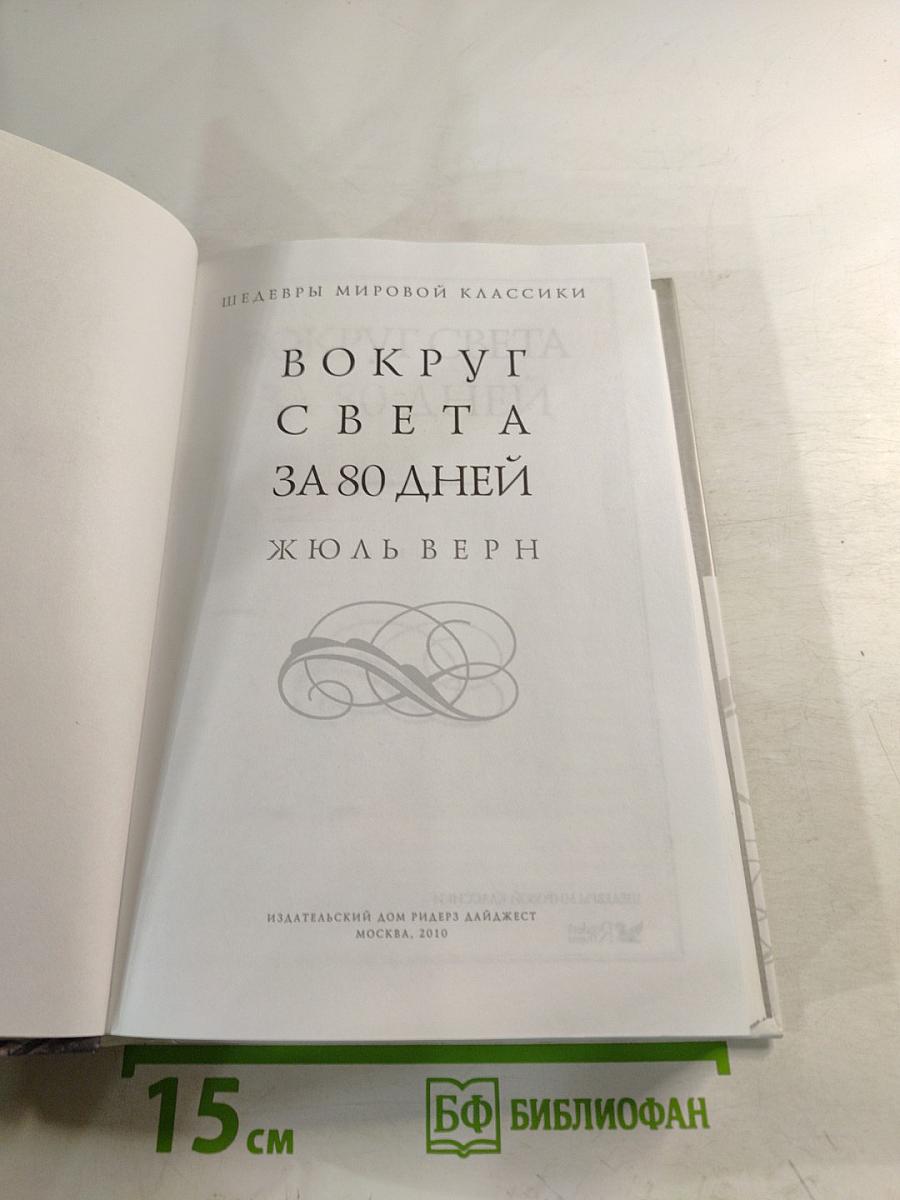 ШЕДЕВРЫ МИРОВОЙ КЛАССИКИ
ВОКРУГ
СВЕТА
ЗА 80 ДНЕЙ
ЖЮЛЬ ВЕРН
ИЗДАТЕЛЬСКИЙ ДОМ РИДЕРЗ ДАЙДЖЕСТ
МОСКВА, 2010
15 см
БФ БИБЛИОФАН